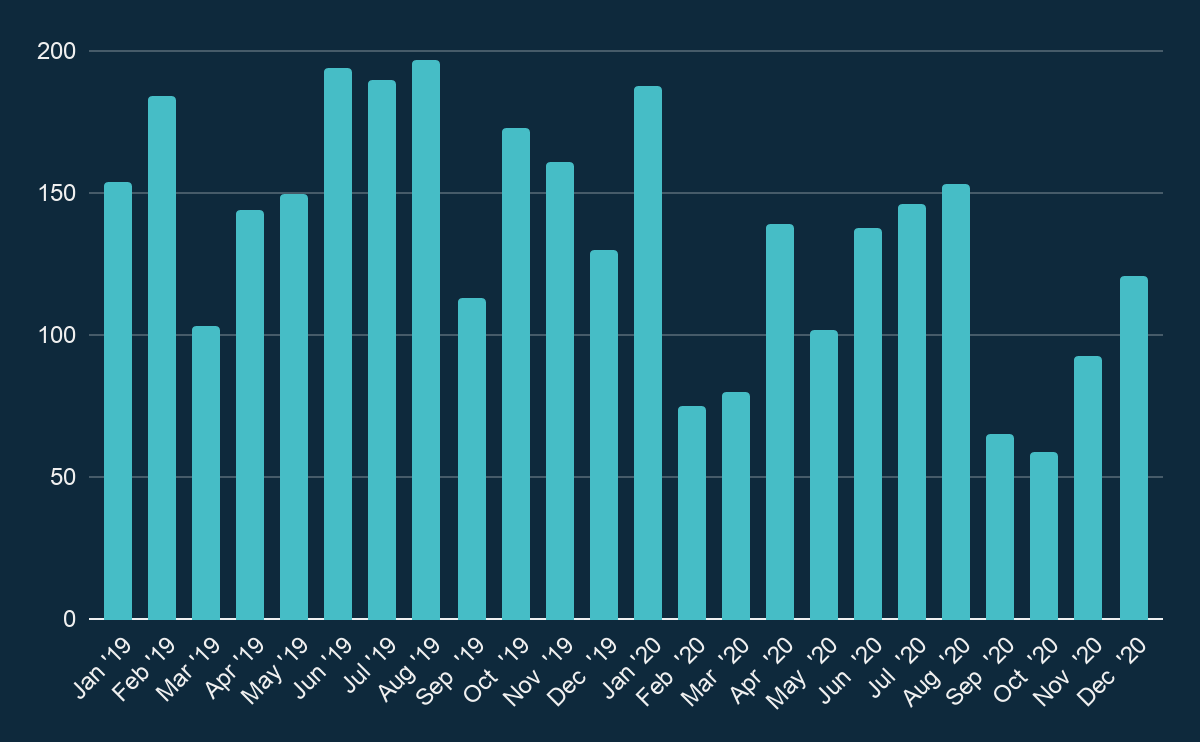 200
150
100
50
0
Jan '19
Feb '19
Mar '19
Apr '19
May '19
Jun '19
Jul '19
Aug '19
Sep '19
Oct '19
Nov '19
Dec '19
Jan '20
Feb '20
Mar '20
Apr '20
May '20
Jun '20
Jul '20
Aug '20
Sep '20
Oct '20
Nov '20
Dec '20